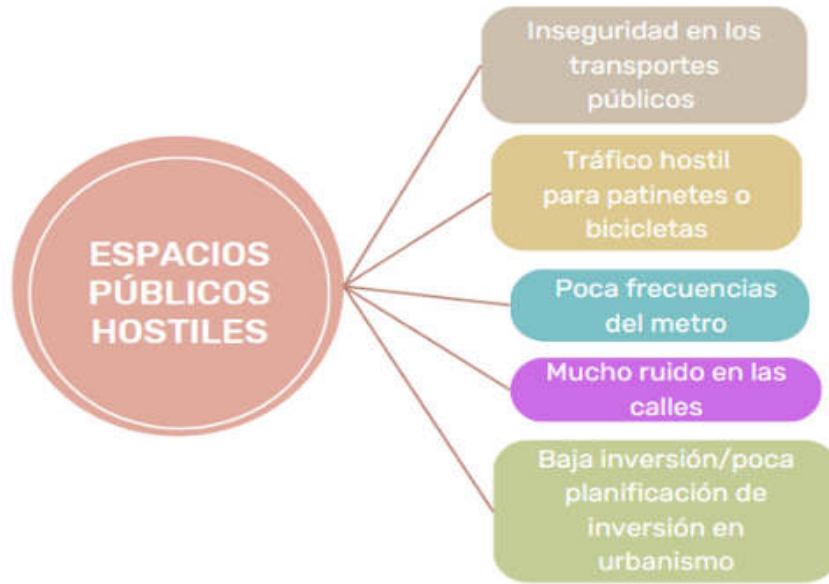 ESPACIOS
PÚBLICOS
HOSTILES
Inseguridad en los
transportes
públicos
Tráfico hostil
para patinetes o
bicicletas
Poca frecuencias
del metro
Mucho ruido en las
calles
Baja inversión/poca
planificación de
inversión en
urbanismo